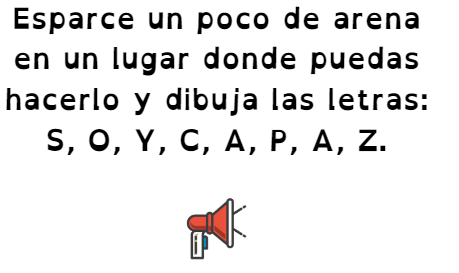 Esparce un poco de arena
en un lugar donde puedas
hacerlo y dibuja las letras:
S, O, Y, C, A, P, A, Z.